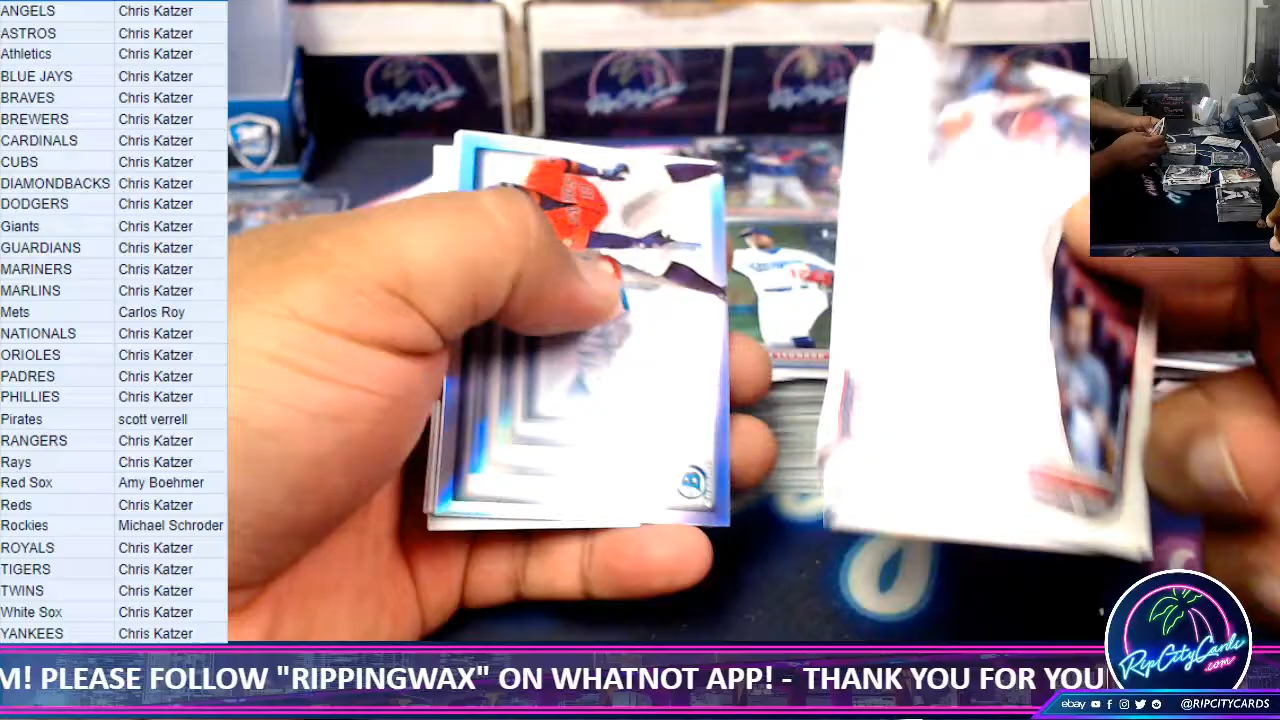 ANGELS Chris Katzer
ASTROS Chris Katzer
Athletics Chris Katzer
BLUE JAYS Chris Katzer
BRAVES Chris Katzer
BREWERS Chris Katzer
CARDINALS Chris Katzer
CUBS Chris Katzer
DIAMONDBACKS Chris Katzer
DODGERS Chris Katzer
Giants Chris Katzer
GUARDIANS Chris Katzer
MARINERS Chris Katzer
MARLINS Chris Katzer
Mets Carlos Roy
NATIONALS Chris Katzer
ORIOLES Chris Katzer
PADRES Chris Katzer
PHILLIES Chris Katzer
Pirates scott verrell
RANGERS Chris Katzer
Rays Chris Katzer
Red Sox Amy Boehmer
Reds Chris Katzer
Rockies Michael Schroder
ROYALS Chris Katzer
TIGERS Chris Katzer
TWINS Chris Katzer
White Sox Chris Katzer
YANKEES Chris Katzer
M! PLEASE FOLLOW "RIPPINGWAX" ON WHATNOT APP! - THANK YOU FOR YOU
RipCityCards
.com
ebay @RIPCITYCARDS